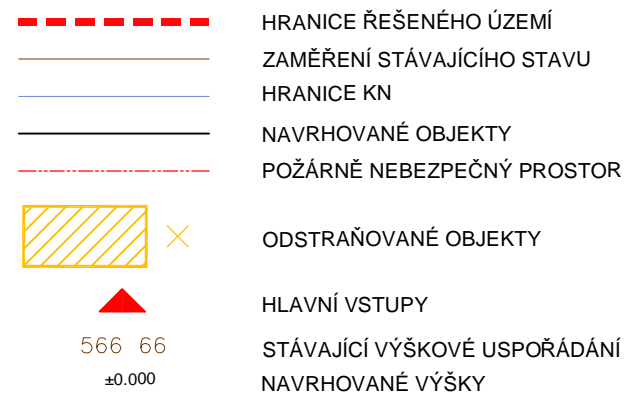 HRANICE ŘEŠENÉHO ÚZEMÍ
ZAMĚŘENÍ STÁVAJÍCÍHO STAVU
HRANICE KN
NAVRHOVANÉ OBJEKTY
POŽÁRNĚ NEBEZPEČNÝ PROSTOR
ODSTRAŇOVANÉ OBJEKTY
HLAVNÍ VSTUPY
566 66 STÁVAJÍCÍ VÝŠKOVÉ USPOŘÁDÁNÍ
±0.000 NAVRHOVANÉ VÝŠKY